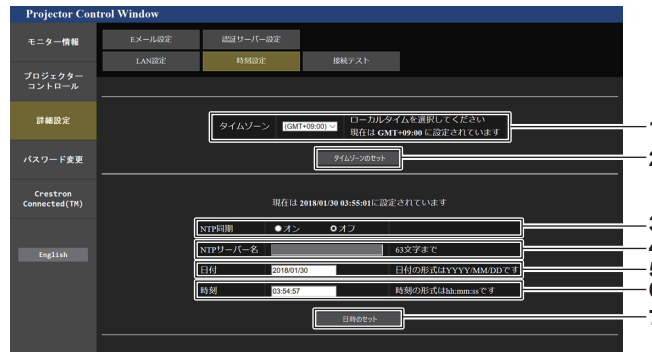 Projector Control Window
モニター情報
プロジェクター
コントロール
詳細設定
パスワード変更
Crestron
Connected(TM)
English
Eメール設定 認証サーバー設定
LAN設定 時刻設定 接続テスト
タイムゾーン (GMT+09:00) ローカルタイムを選択してください
現在は GMT+09:00 に設定されています
タイムゾーンのセット
現在は 2018/01/30 03:55:01に設定されています
NTP同期 オン オフ
NTPサーバー名 63文字まで
日付 2018/01/30 日付の形式はYYYY/MM/DDです
時刻 03:54:57 時刻の形式はhh:mm:ssです
日時のセット